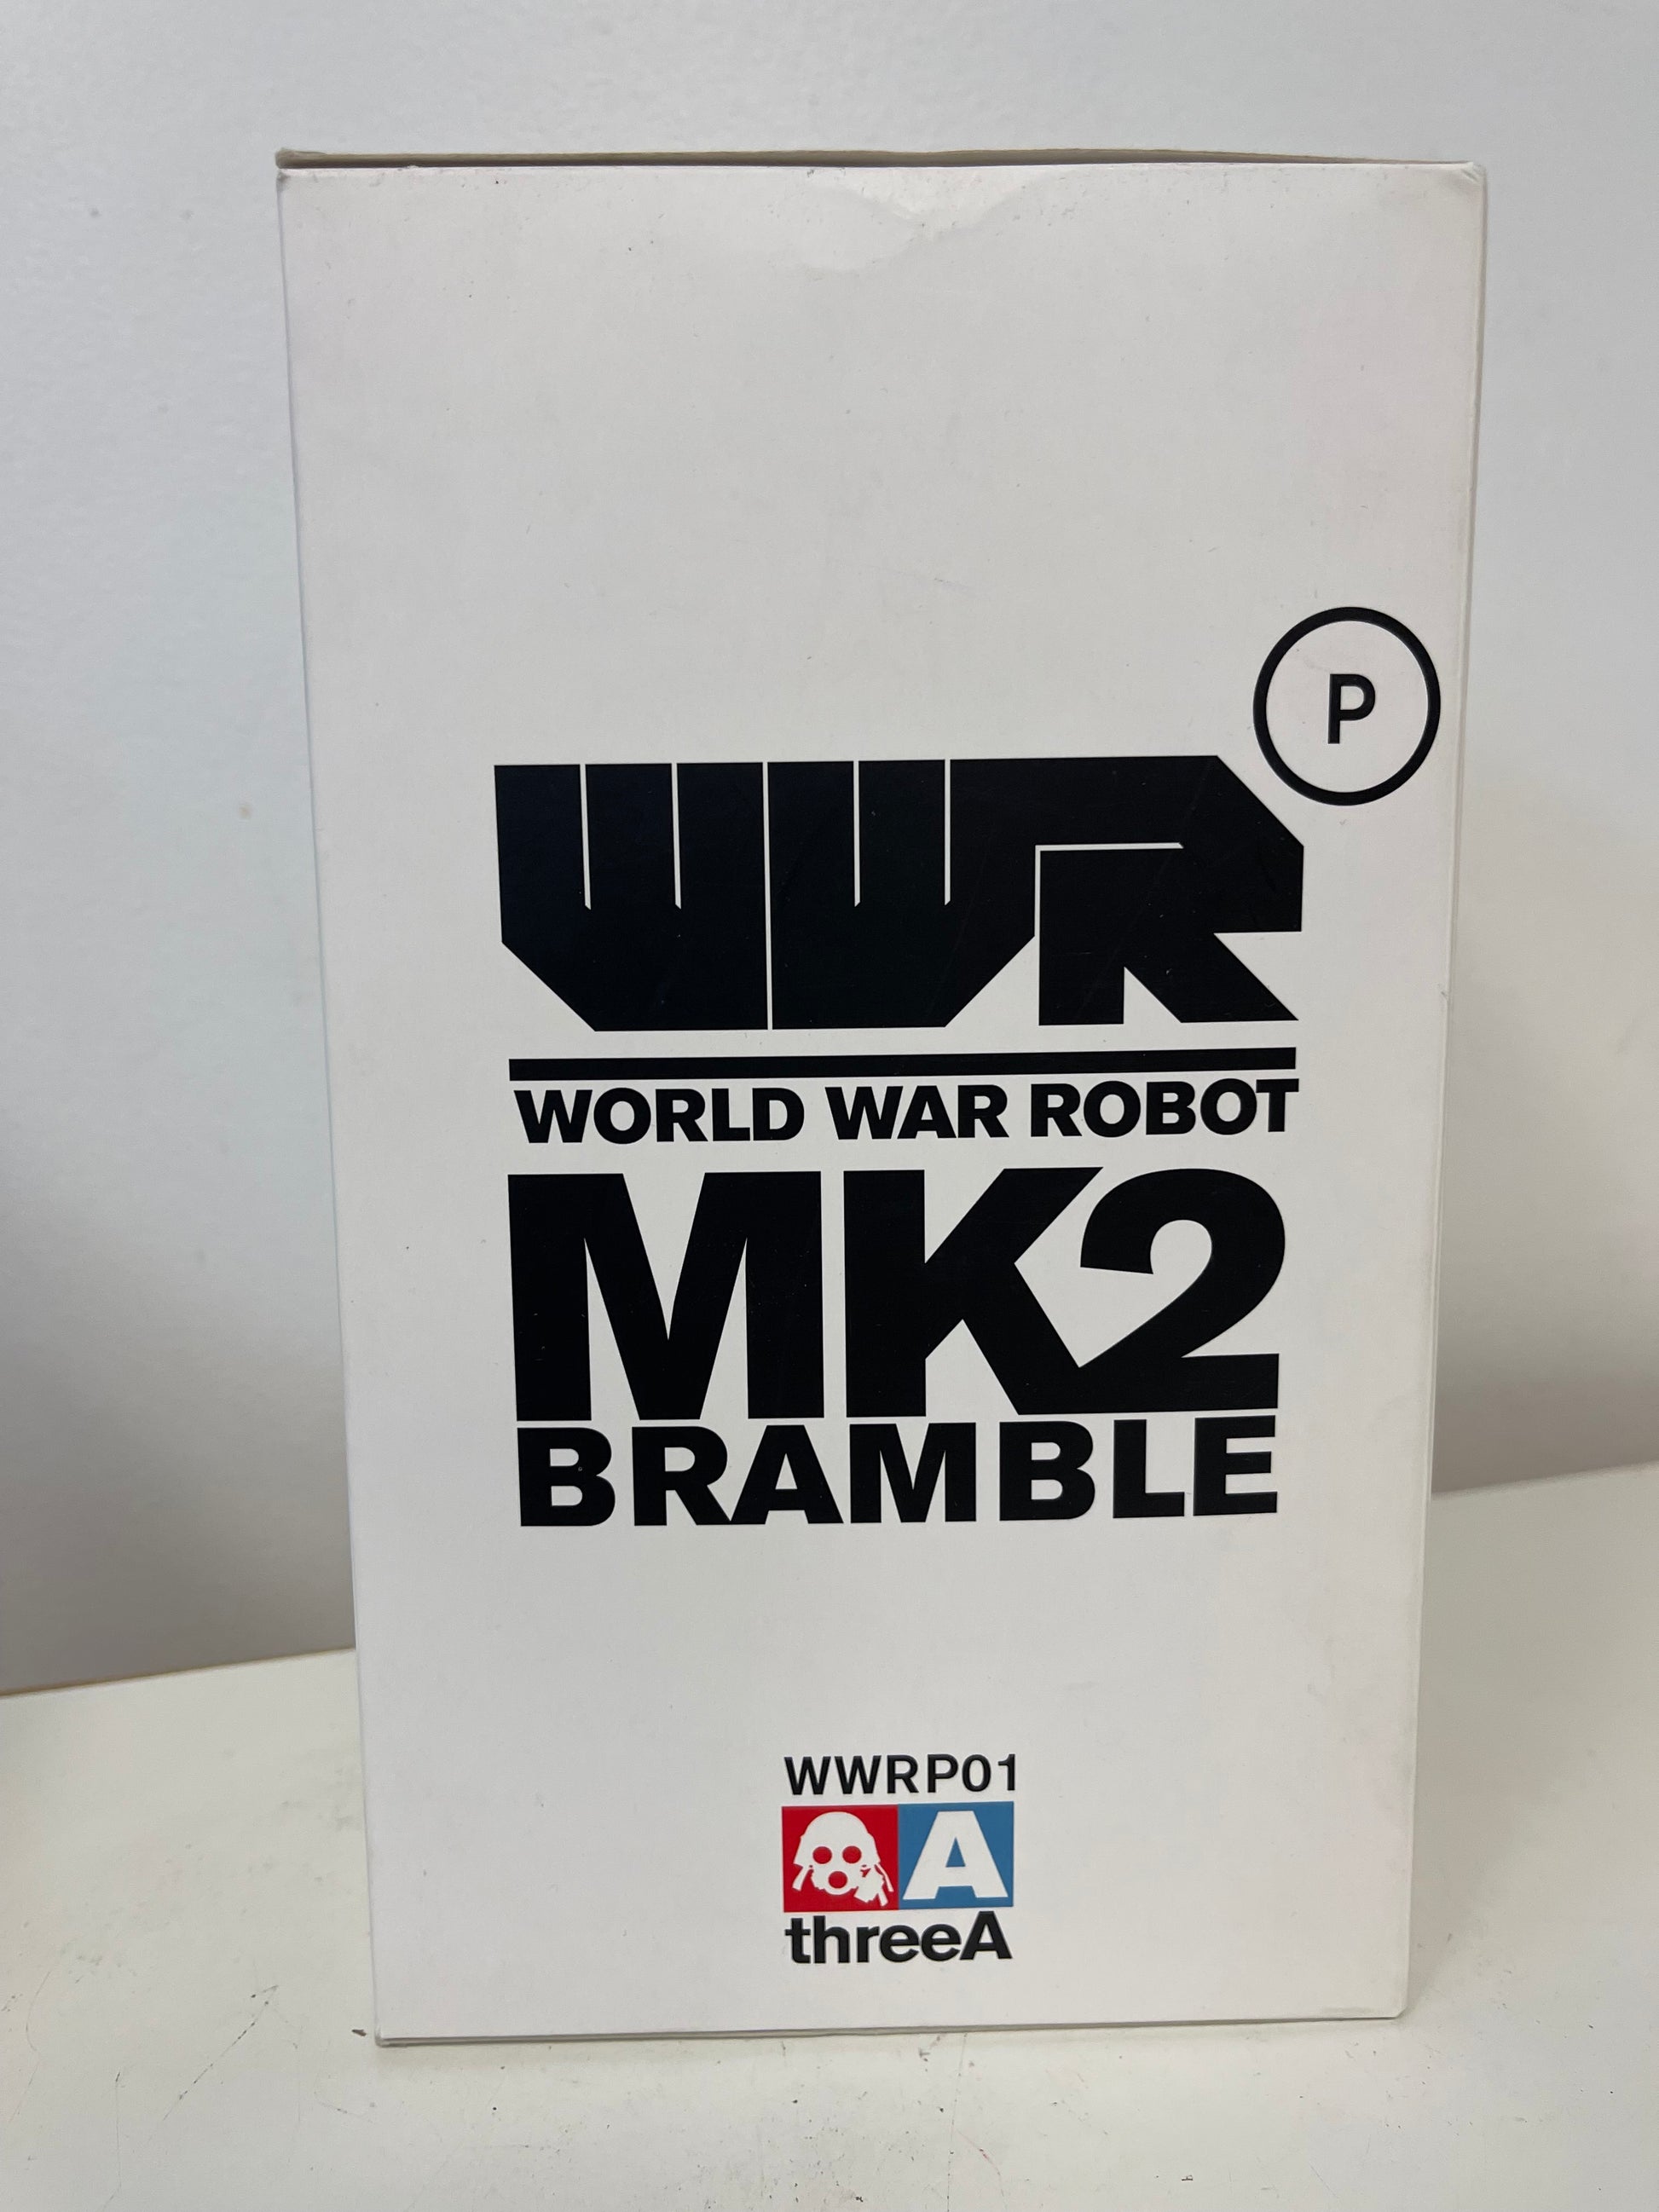 P
WWR
WORLD WAR ROBOT
MK2
BRAMBLE
WWRP01
A
threeA